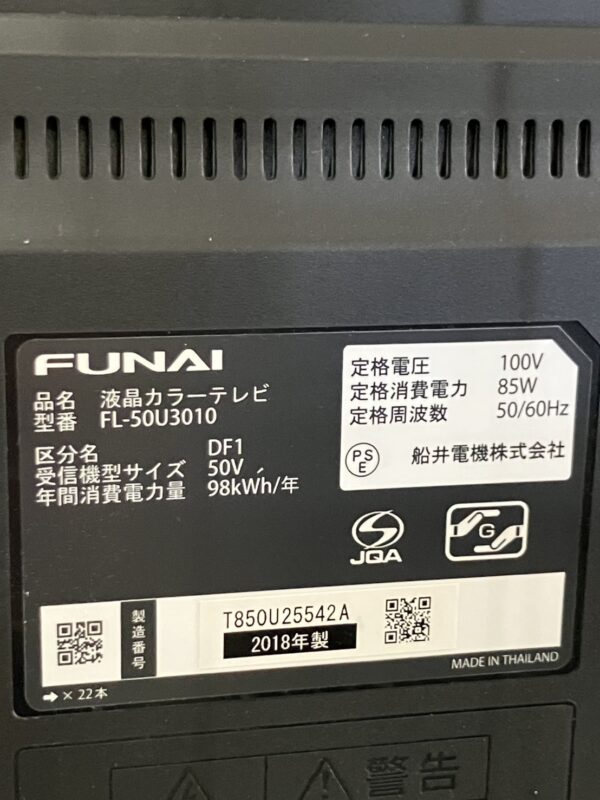 FUNAI
品名 液晶カラーテレビ
型番 FL-50U3010
区分名 DF1
受信機型サイズ 50V
年間消費電力量 98kWh/年
定格電圧 100V
定格消費電力 85W
定格周波数 50/60Hz
PSE 船井電機株式会社
JQA
G
製造番号
T850U25542A
2018年製
MADE IN THAILAND
➡ × 22本
警告